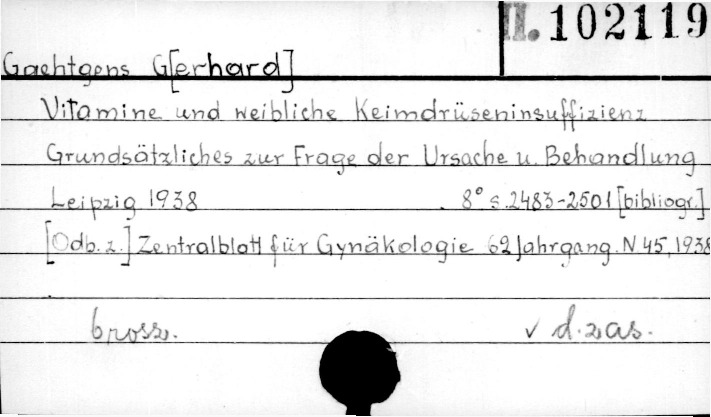 II. 102119
Gaehtgens G[erhard]
Vitamine und weibliche Keimdrüseninsuffizienz
Grundsätzliches zur Frage der Ursache u. Behandlung
Leipzig 1938 8° s. 2483-2501 [bibliogr.]
[Odb. z.] Zentralblatt für Gynäkologie 62 Jahrgang. N 45, 1938
brosz. v d. zas.